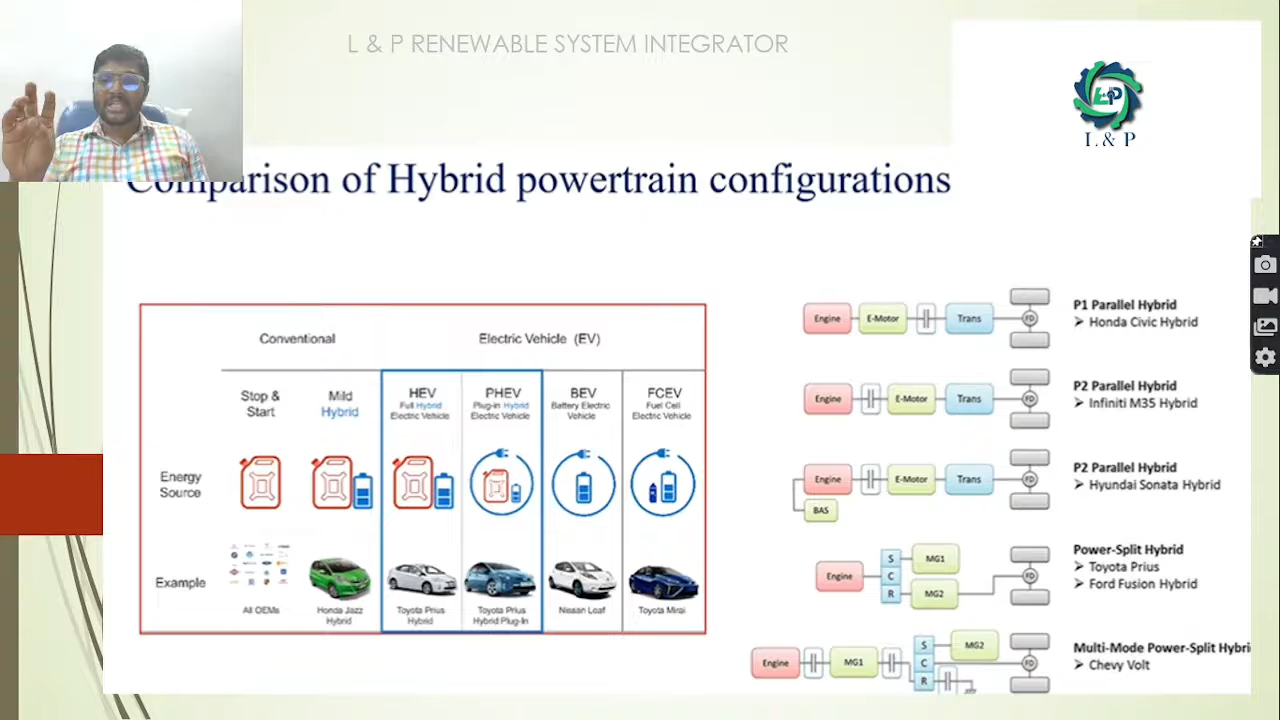 L & P RENEWABLE SYSTEM INTEGRATOR
L&P
L & P
Comparison of Hybrid powertrain configurations
Conventional
Electric Vehicle (EV)
Stop &
Start
Mild
Hybrid
HEV
Full Hybrid
Electric Vehicle
PHEV
Plug-in Hybrid
Electric Vehicle
BEV
Battery Electric
Vehicle
FCEV
Fuel Cell
Electric Vehicle
Energy
Source
Example
All OEMs
Honda Jazz
Hybrid
Toyota Prius
Hybrid
Toyota Prius
Hybrid Plug-In
Nissan Leaf
Toyota Mirai
Engine
E-Motor
Trans
FD
P1 Parallel Hybrid
➢ Honda Civic Hybrid
Engine
E-Motor
Trans
FD
P2 Parallel Hybrid
➢ Infiniti M35 Hybrid
Engine
BAS
E-Motor
Trans
FD
P2 Parallel Hybrid
➢ Hyundai Sonata Hybrid
Engine
S
C
R
MG1
MG2
FD
Power-Split Hybrid
➢ Toyota Prius
➢ Ford Fusion Hybrid
Engine
MG1
S
C
R
MG2
FD
Multi-Mode Power-Split Hybri
➢ Chevy Volt